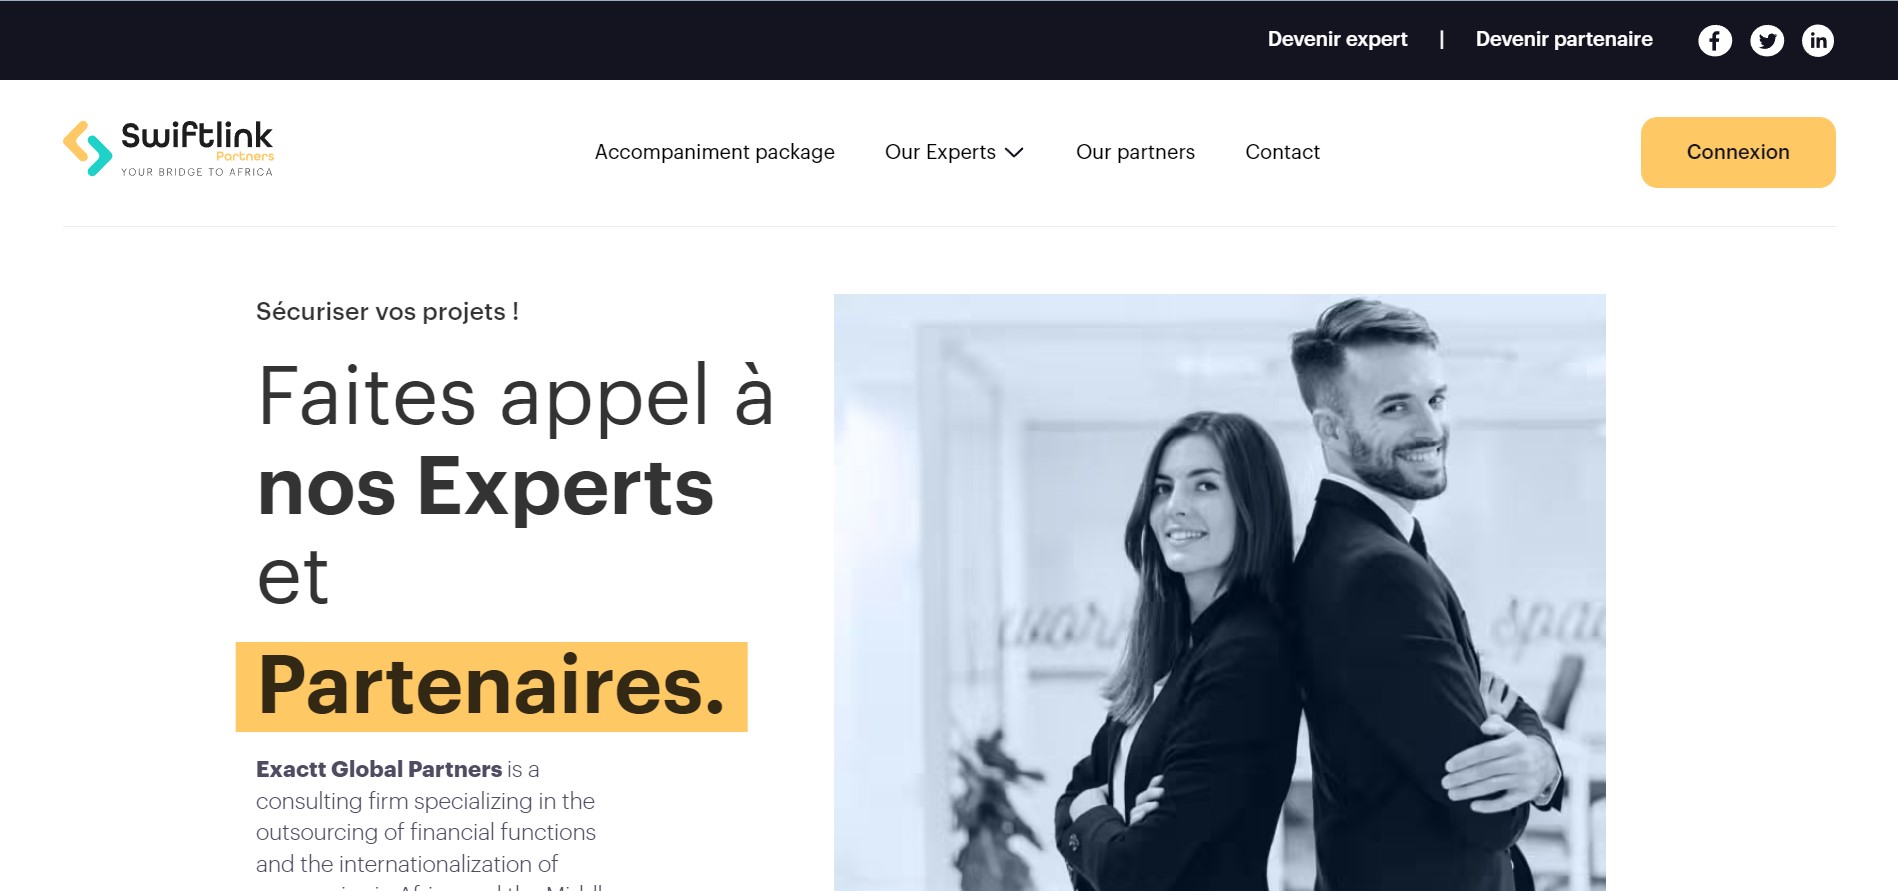 Devenir expert | Devenir partenaire
Swiftlink
Partners
YOUR BRIDGE TO AFRICA
Accompaniment package Our Experts Our partners Contact
Connexion
Sécuriser vos projets !
Faites appel à
nos Experts
et
Partenaires.
Exactt Global Partners is a
consulting firm specializing in the
outsourcing of financial functions
and the internationalization of